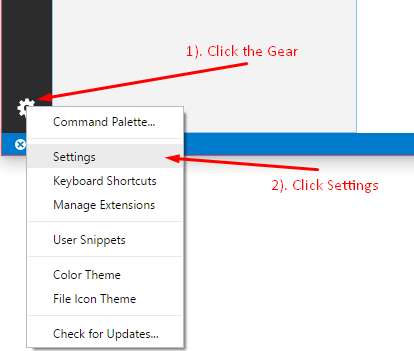 1). Click the Gear
Command Palette...
Settings
Keyboard Shortcuts
2). Click Settings
Manage Extensions
User Snippets
Color Theme
File Icon Theme
Check for Updates...